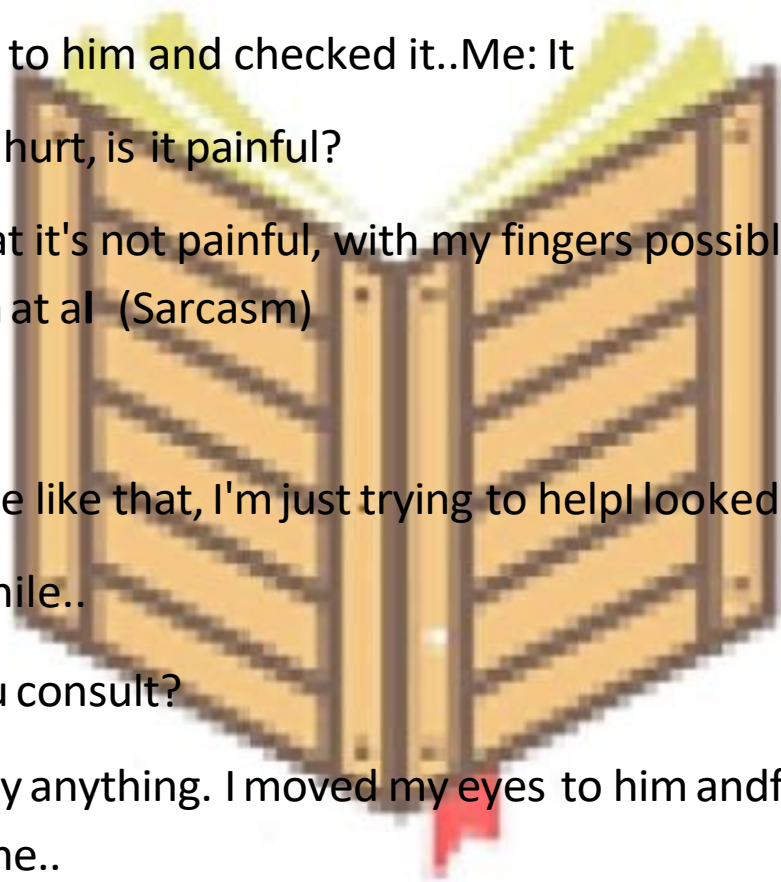 to him and checked it..Me: It
hurt, is it painful?
at it's not painful, with my fingers possibl
at al (Sarcasm)
e like that, I'm just trying to helpI looked
hile..
u consult?
y anything. I moved my eyes to him andf
ne..